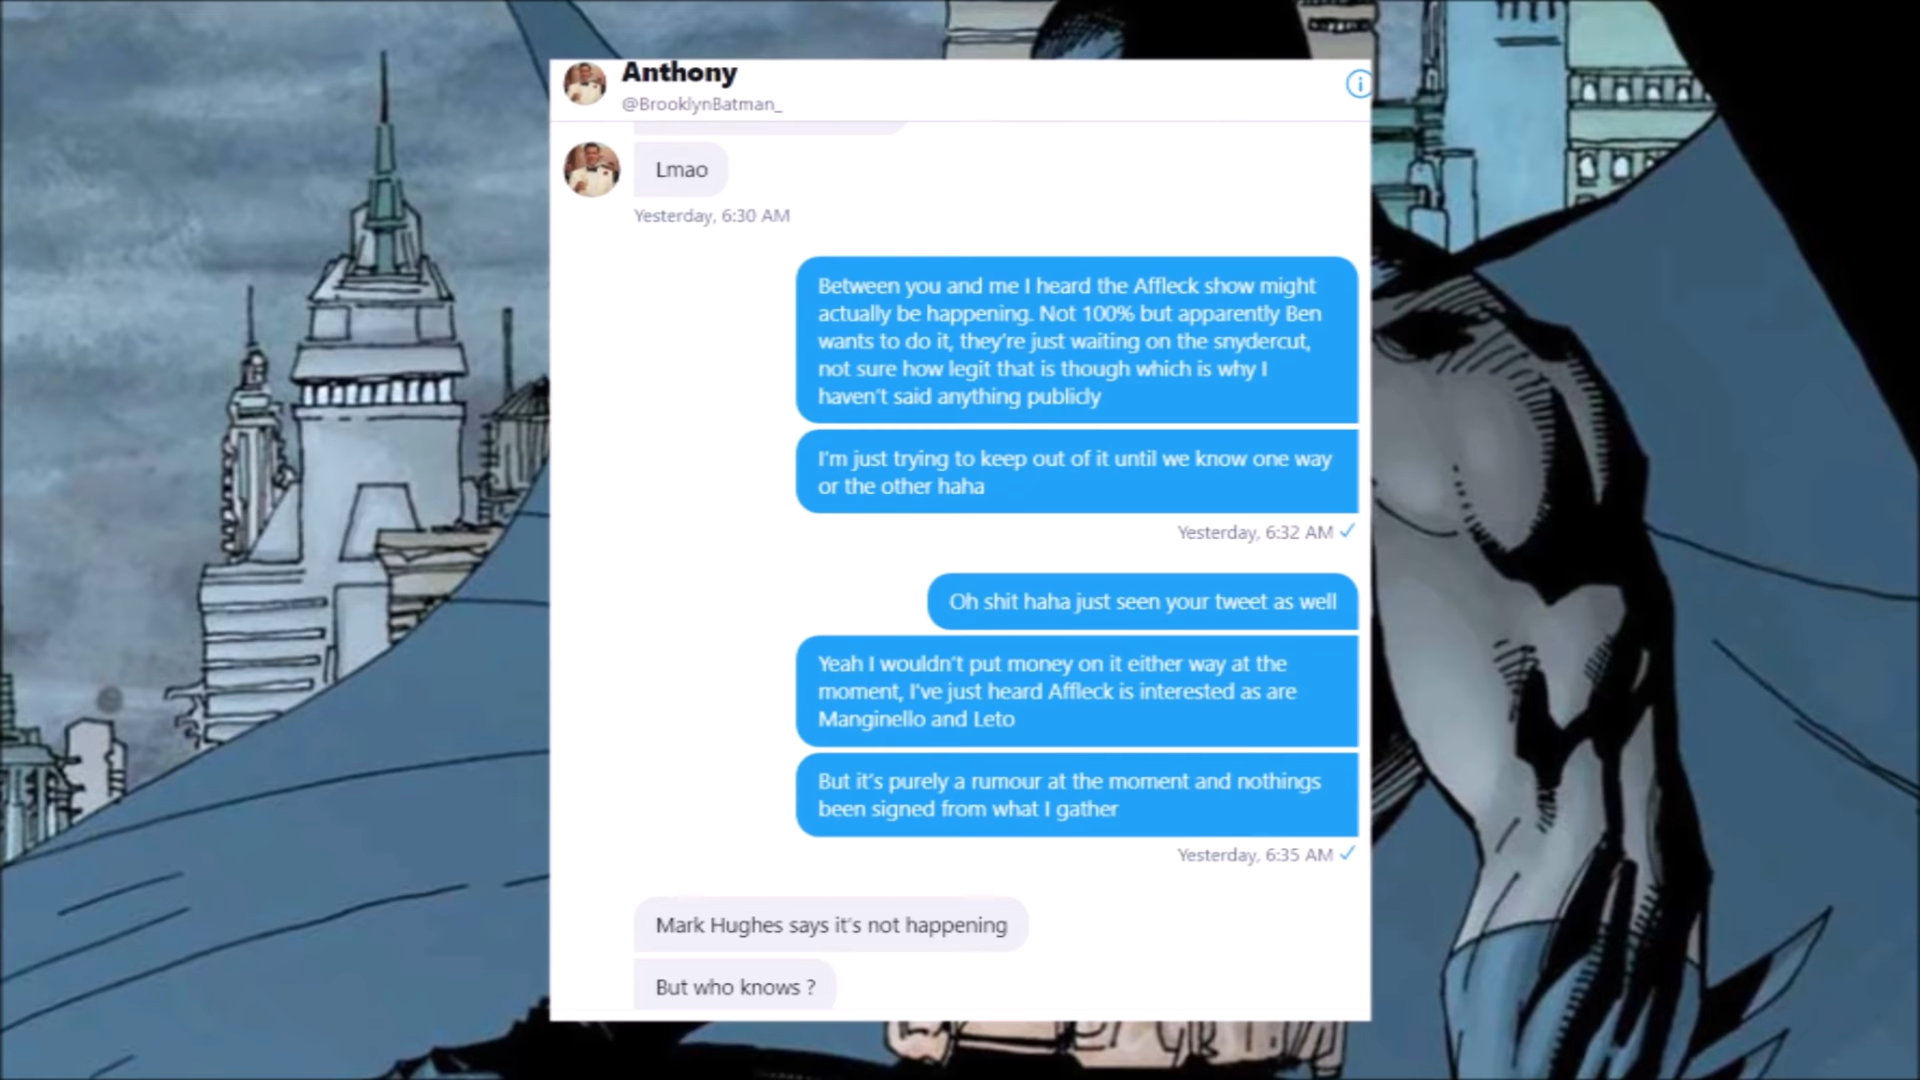 Anthony
@BrooklynBatman_
Lmao
Yesterday, 6:30 AM
Between you and me I heard the Affleck show might
actually be happening. Not 100% but apparently Ben
wants to do it, they're just waiting on the snydercut,
not sure how legit that is though which is why I
haven't said anything publicly
I'm just trying to keep out of it until we know one way
or the other haha
Yesterday, 6:32 AM
Oh shit haha just seen your tweet as well
Yeah I wouldn't put money on it either way at the
moment, I've just heard Affleck is interested as are
Manginello and Leto
But it's purely a rumour at the moment and nothings
been signed from what I gather
Yesterday, 6:35 AM
Mark Hughes says it's not happening
But who knows ?